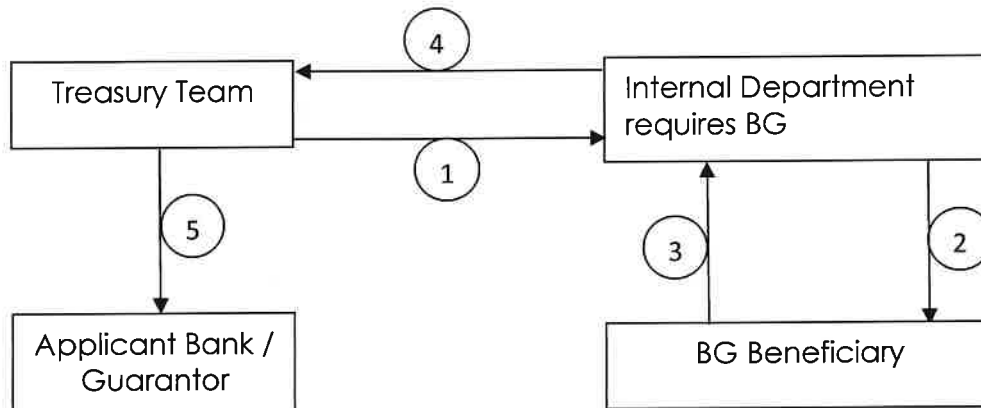 4
Treasury Team
Internal Department
requires BG
1
5
3
2
Applicant Bank /
Guarantor
BG Beneficiary